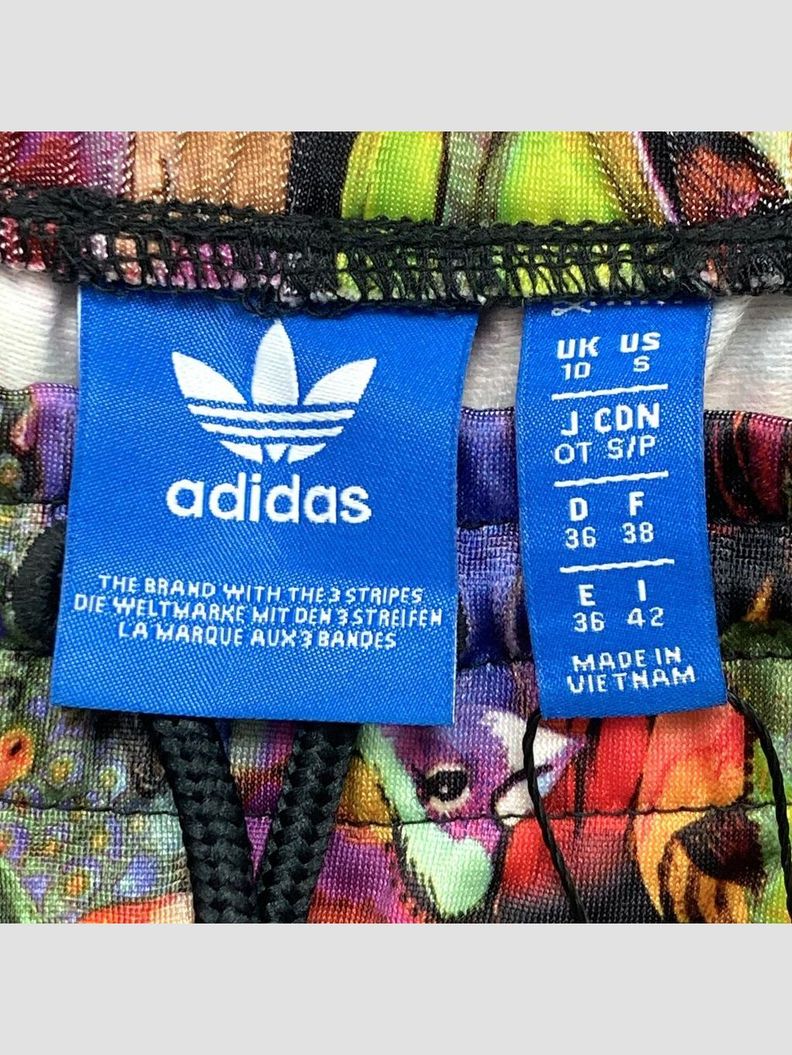 adidas
THE BRAND WITH THE 3 STRIPES
DIE WELTMARKE MIT DEN 3 STREIFEN
LA MARQUE AUX 3 BANDES
UK US
10 S
J CDN
OT S/P
D F
36 38
E I
36 42
MADE IN
VIETNAM